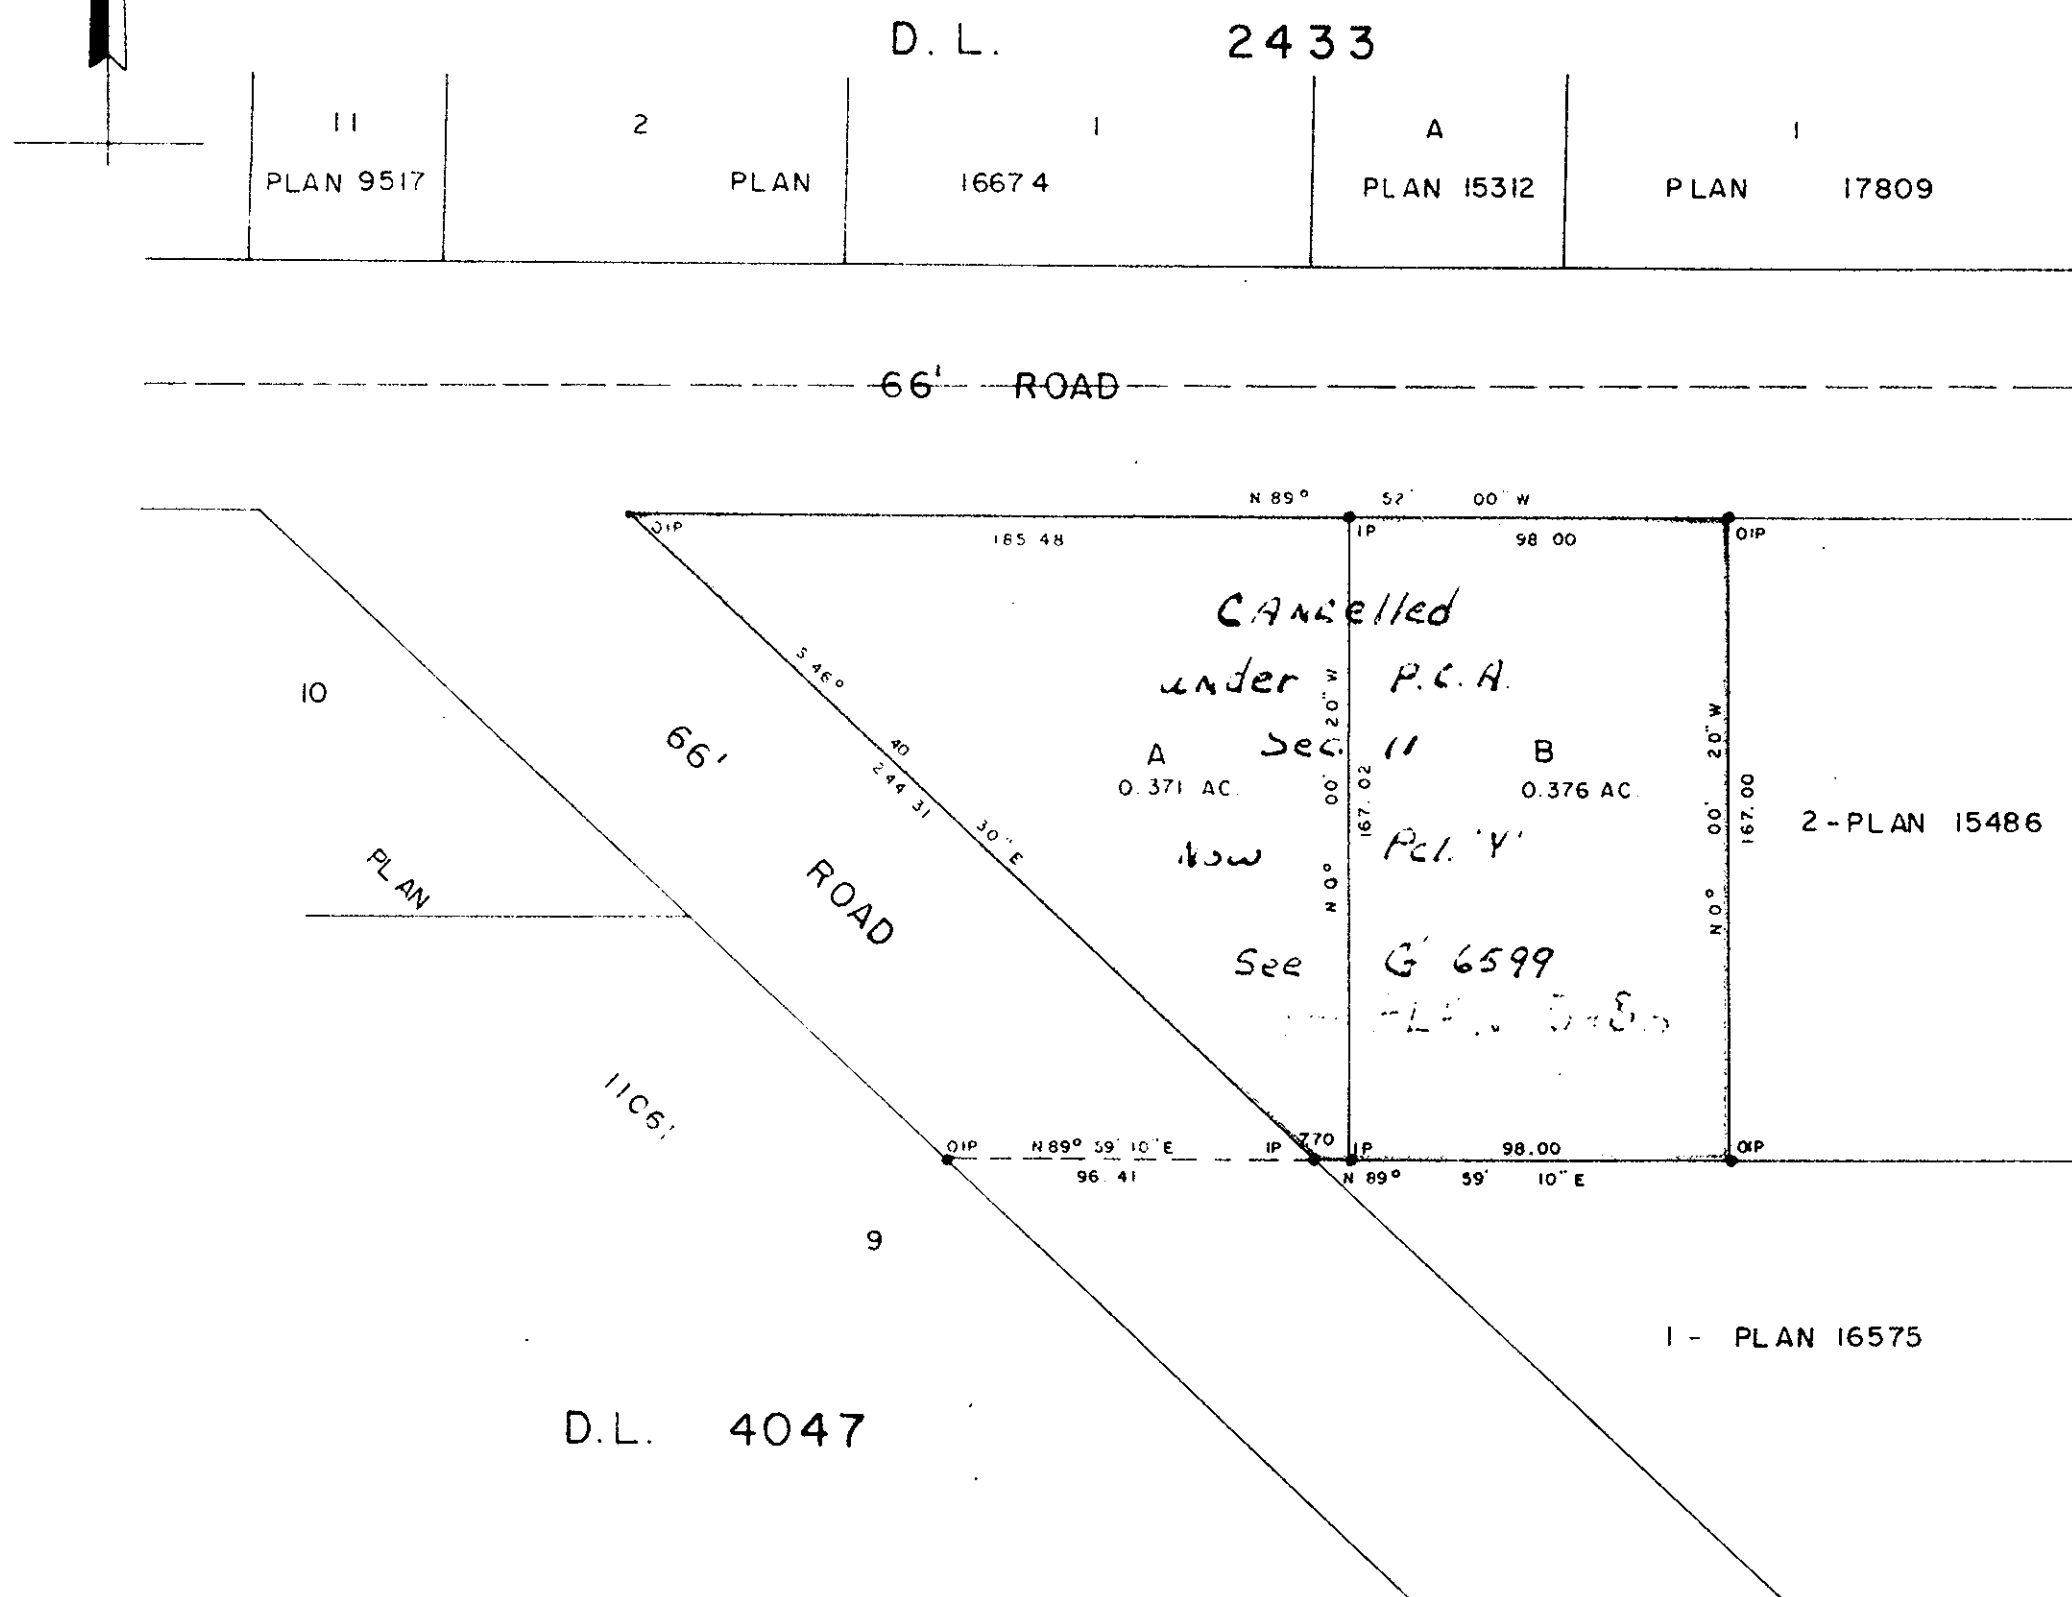 D. L. 2433
11 2 1 A 1
PLAN 9517 PLAN 16674 PLAN 15312 PLAN 17809
66' ROAD
N 89° 52' 00" W
OIP 185 48 IP 98 00 OIP
CANcelled
under P.C.A.
Sec. 11
Now Pcl. 'Y'
See G 6599
S 46° 40 30" E
244 31
N 0° 00' 20" W
167.02
N 0° 00' 20" W
167.00
A
0.371 AC.
B
0.376 AC.
2-PLAN 15486
10
66' ROAD
PLAN
OIP N 89° 59' 10" E IP 7.70 IP 98.00 OIP
96.41 N 89° 59' 10" E
9
1 - PLAN 16575
D.L. 4047